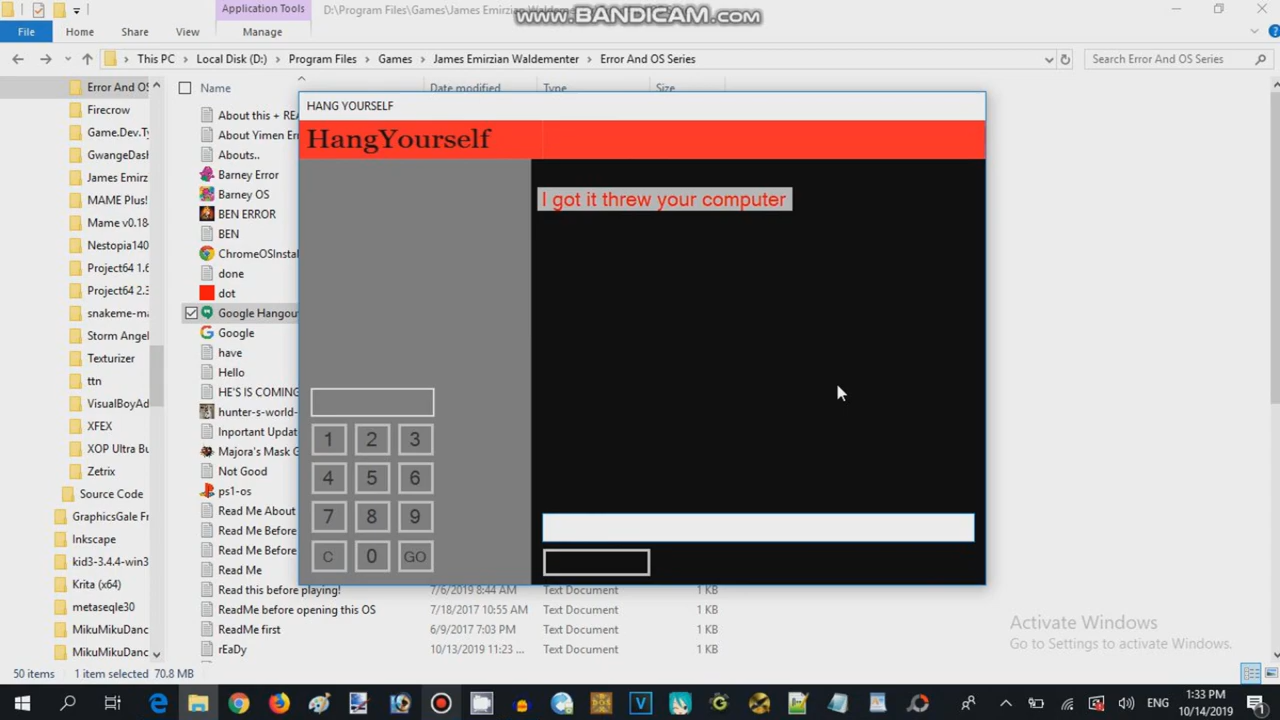 Application Tools
D:\Program Files\Games\James Emirzian Waldementer\Error And OS Series
www.BANDICAM.com
File
Home
Share
View
Manage
This PC
Local Disk (D:)
Program Files
Games
James Emirzian Waldementer
Error And OS Series
Search Error And OS Series
Error And OS
Firecrow
Game.Dev.Ty
GwangeDash
James Emirz
MAME Plus!
Mame v0.18
Nestopia140
Project64 1.6
Project64 2.3
snakeme-ma
Storm Angel
Texturizer
ttn
VisualBoyAd
XFEX
XOP Ultra Bu
Zetrix
Source Code
GraphicsGale Fr
Inkscape
kid3-3.4.4-win3
Krita (x64)
metaseqle30
MikuMikuDanc
MikuMikuDanc
Name
Date modified
Type
Size
About this + REA
About Yimen Er
Abouts..
Barney Error
Barney OS
BEN ERROR
BEN
ChromeOSInstal
done
dot
Google Hangou
Google
have
Hello
HE'S IS COMING
hunter-s-world-
Inportant Updat
Majora's Mask
Not Good
ps1-os
Read Me About
Read Me Before
Read Me Before
Read Me
Read this before playing!
7/6/2019 8:44 AM
Text Document
1 KB
ReadMe before opening this OS
7/18/2017 10:55 AM
Text Document
1 KB
ReadMe first
6/9/2017 7:03 PM
Text Document
1 KB
rEaDy
10/13/2019 11:23 ...
Text Document
1 KB
HANG YOURSELF
HangYourself
I got it threw your computer
1 2 3
4 5 6
7 8 9
C 0 GO
Activate Windows
Go to Settings to activate Windows.
50 items
1 item selected 70.8 MB
ENG
1:33 PM
10/14/2019